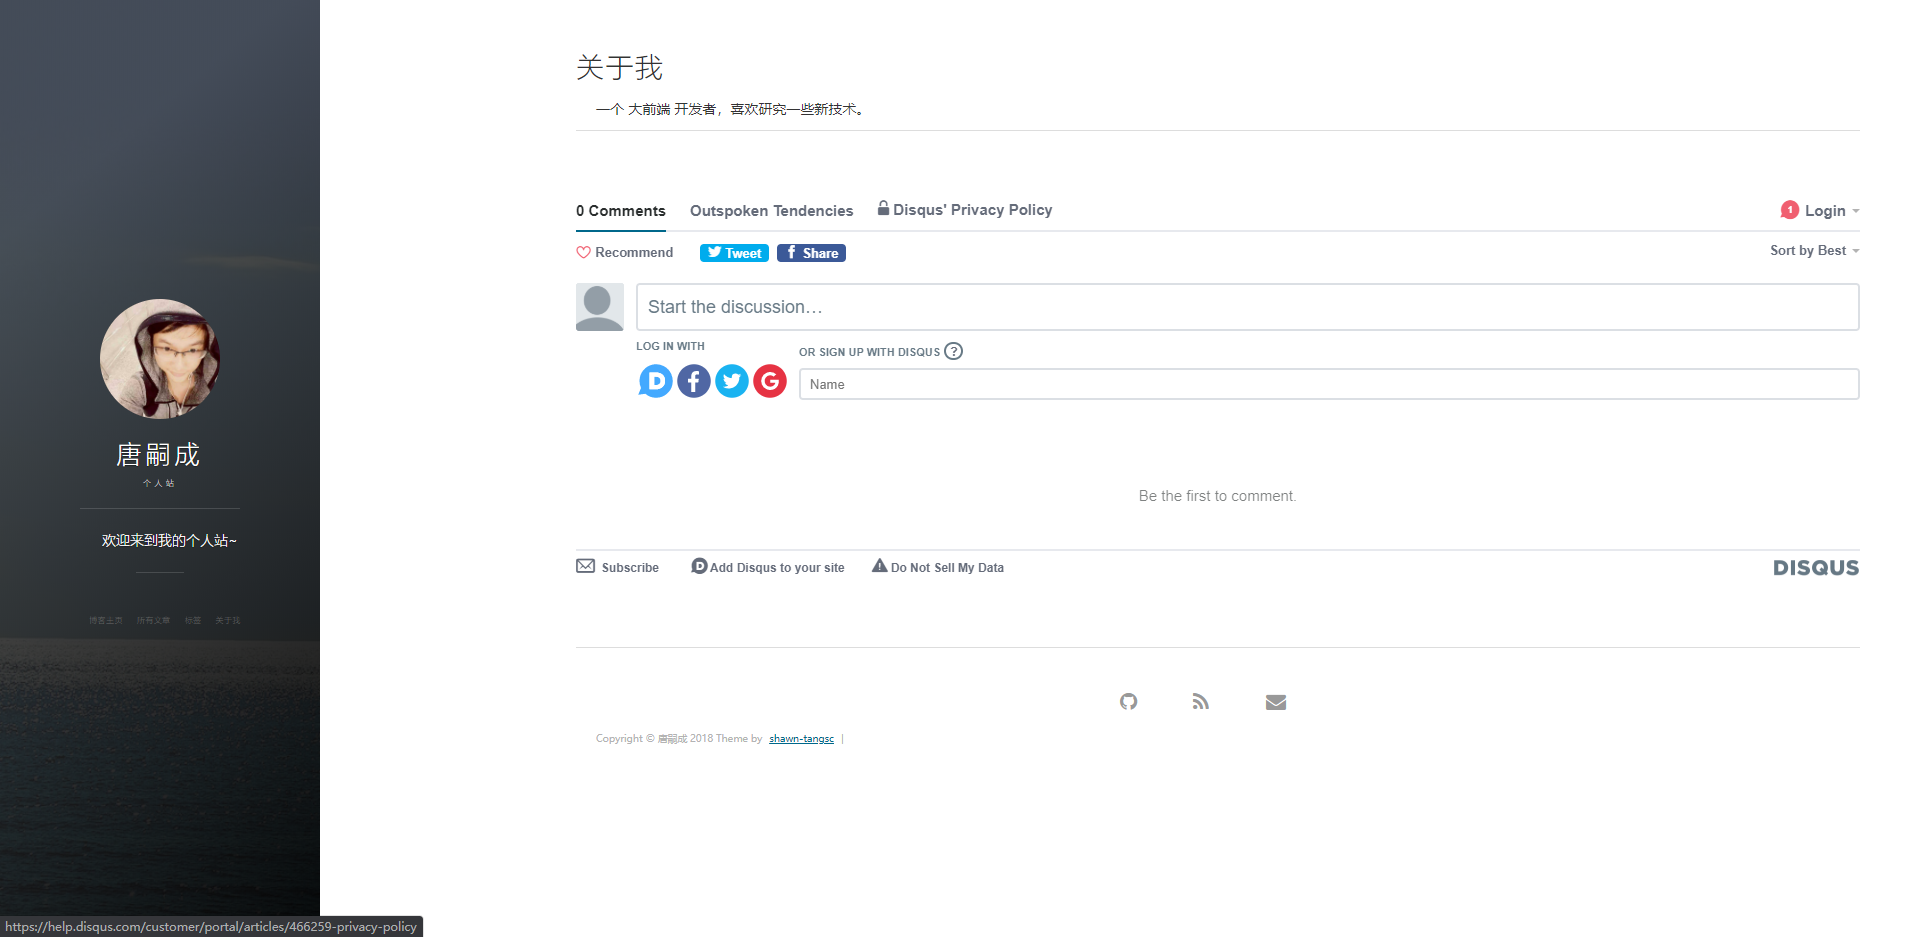 唐嗣成
个人站
欢迎来到我的个人站~
博客主页 所有文章 标签 关于我
关于我
一个 大前端 开发者，喜欢研究一些新技术。
0 Comments Outspoken Tendencies Disqus' Privacy Policy 1 Login
Recommend Tweet Share Sort by Best
Start the discussion…
LOG IN WITH
OR SIGN UP WITH DISQUS ?
Name
Be the first to comment.
Subscribe Add Disqus to your site Do Not Sell My Data DISQUS
Copyright © 唐嗣成 2018 Theme by shawn-tangsc |
https://help.disqus.com/customer/portal/articles/466259-privacy-policy